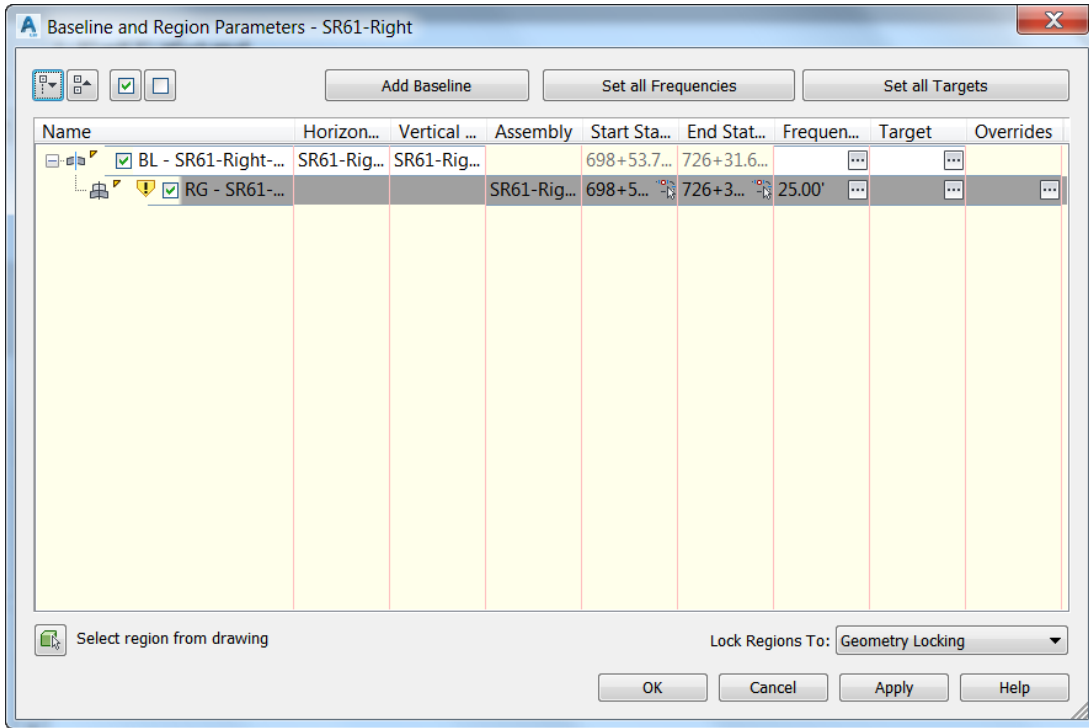 Baseline and Region Parameters - SR61-Right
Add Baseline Set all Frequencies Set all Targets
Name Horizon... Vertical ... Assembly Start Sta... End Stat... Frequen... Target Overrides
BL - SR61-Right-... SR61-Rig... SR61-Rig... 698+53.7... 726+31.6...
RG - SR61-... SR61-Rig... 698+5... 726+3... 25.00'
Select region from drawing Lock Regions To: Geometry Locking
OK Cancel Apply Help